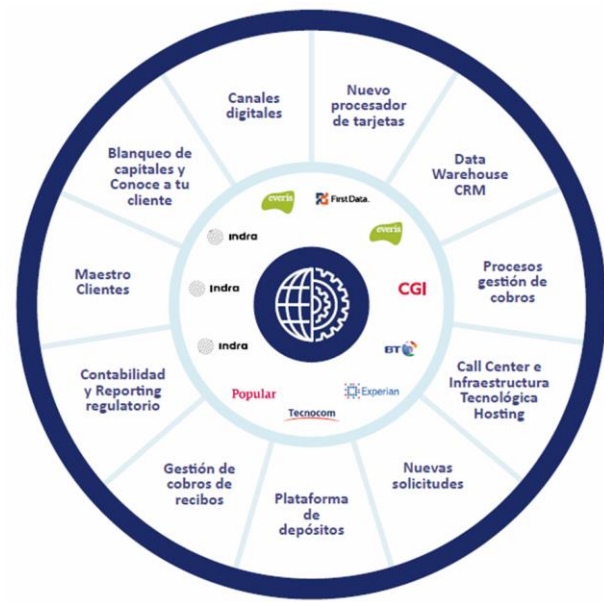 Canales
digitales
Nuevo
procesador
de tarjetas
Data
Warehouse
CRM
Procesos
gestión de
cobros
Call Center e
Infraestructura
Tecnológica
Hosting
Nuevas
solicitudes
Plataforma
de
depósitos
Gestión de
cobros de
recibos
Contabilidad
y Reporting
regulatorio
Maestro
Clientes
Blanqueo de
capitales y
Conoce a tu
cliente
everis
First Data.
everis
CGI
BT
Experian
Tecnocom
Popular
indra
indra
indra